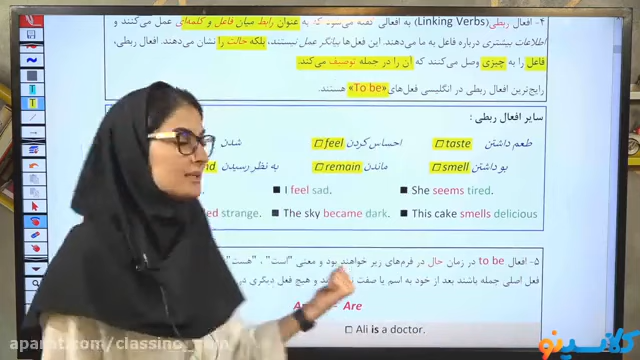 ۴- افعال ربطی (Linking Verbs) به افعالی گفته می‌شود که به عنوان رابط میان فاعل و کلمه‌ای عمل می‌کنند و
اطلاعات بیشتری درباره فاعل به ما می‌دهند. این فعل‌ها بیانگر عمل نیستند، بلکه حالت را نشان می‌دهند. افعال ربطی،
فاعل را به چیزی وصل می‌کنند که آن را در جمله توصیف می‌کند.
رایج‌ترین افعال ربطی در انگلیسی فعل‌های «To be» هستند.
سایر افعال ربطی :
طعم داشتن taste احساس کردن feel شدن
بو داشتن smell ماندن remain به نظر رسیدن
I feel sad. She seems tired.
strange. The sky became dark. This cake smells delicious
۵- افعال to be در زمان حال در فرم‌های زیر خواهند بود و معنی "است" ، "هست"
فعل اصلی جمله باشند بعد از خود به اسم یا صفت و هیچ فعل دیگری
Are
Ali is a doctor.
aparat.com/classino_com
کلاسینو